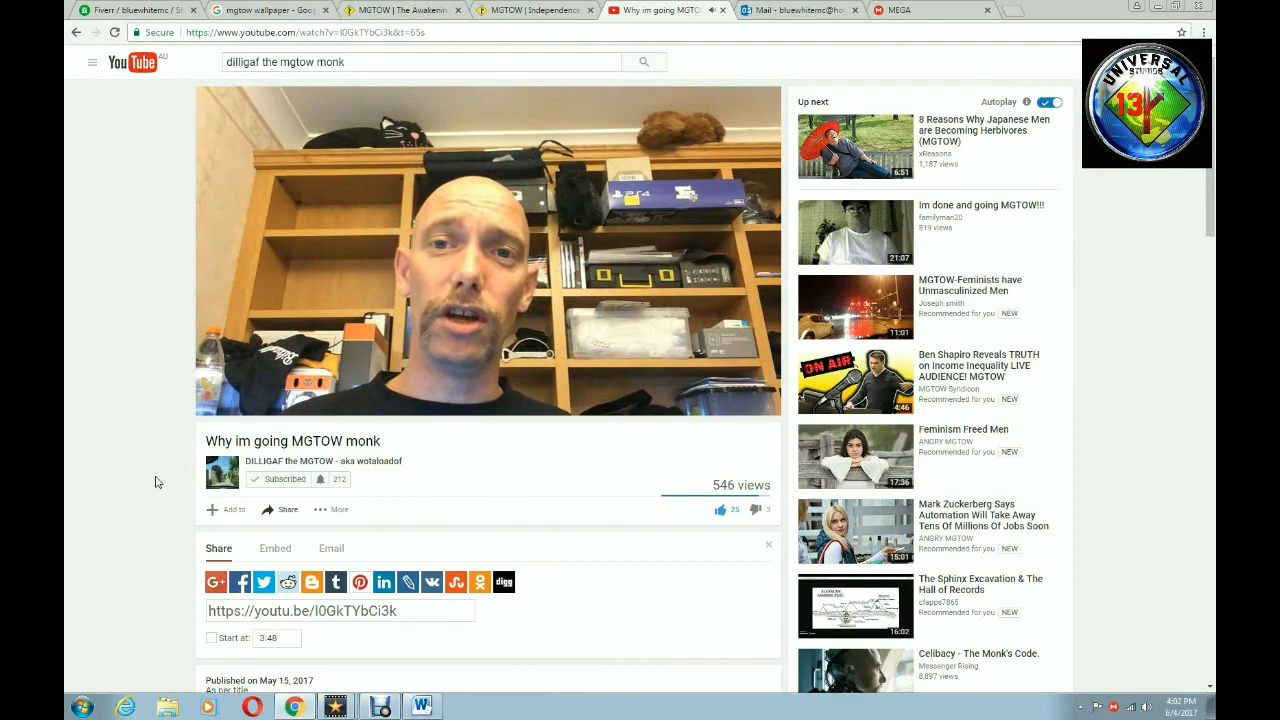 Fiverr / bluewhitemc / S
mgtow wallpaper - Goo
MGTOW | The Awakenin
MGTOW | Independence
Why im going MGTO
Mail - bluewhitemc@ho
MEGA
Secure
https://www.youtube.com/watch?v=I0GkTYbCi3k&t=65s
YouTube AU
dilligaf the mgtow monk
UNIVERSAL
STUDIOS
13
PS4
Up next
Autoplay
8 Reasons Why Japanese Men
are Becoming Herbivores
(MGTOW)
xReasons
1,187 views
6:51
Im done and going MGTOW!!!
familyman20
819 views
21:07
MGTOW-Feminists have
Unmasculinized Men
Joseph smith
Recommended for you NEW
11:01
Ben Shapiro Reveals TRUTH
on Income Inequality LIVE
AUDIENCE! MGTOW
MGTOW Syndicon
Recommended for you NEW
ON AIR
4:46
Feminism Freed Men
ANGRY MGTOW
Recommended for you NEW
17:36
Mark Zuckerberg Says
Automation Will Take Away
Tens Of Millions Of Jobs Soon
ANGRY MGTOW
Recommended for you NEW
15:01
The Sphinx Excavation & The
Hall of Records
cfapps7865
Recommended for you NEW
16:02
Celibacy - The Monk's Code.
Messenger Rising
8,897 views
Why im going MGTOW monk
DILLIGAF the MGTOW - aka wotaloadof
Subscribed 212
546 views
Add to Share More
25 3
Share Embed Email
digg
https://youtu.be/I0GkTYbCi3k
Start at: 3:48
Published on May 15, 2017
As per title
4:02 PM
6/4/2017